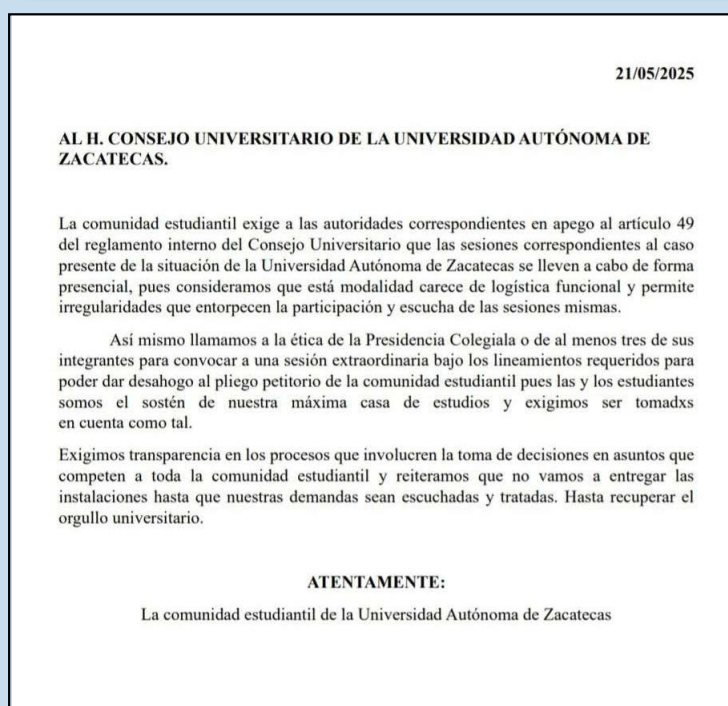 21/05/2025
AL H. CONSEJO UNIVERSITARIO DE LA UNIVERSIDAD AUTÓNOMA DE
ZACATECAS.
La comunidad estudiantil exige a las autoridades correspondientes en apego al artículo 49
del reglamento interno del Consejo Universitario que las sesiones correspondientes al caso
presente de la situación de la Universidad Autónoma de Zacatecas se lleven a cabo de forma
presencial, pues consideramos que está modalidad carece de logística funcional y permite
irregularidades que entorpecen la participación y escucha de las sesiones mismas.
Así mismo llamamos a la ética de la Presidencia Colegiala o de al menos tres de sus
integrantes para convocar a una sesión extraordinaria bajo los lineamientos requeridos para
poder dar desahogo al pliego petitorio de la comunidad estudiantil pues las y los estudiantes
somos el sostén de nuestra máxima casa de estudios y exigimos ser tomadxs
en cuenta como tal.
Exigimos transparencia en los procesos que involucren la toma de decisiones en asuntos que
competen a toda la comunidad estudiantil y reiteramos que no vamos a entregar las
instalaciones hasta que nuestras demandas sean escuchadas y tratadas. Hasta recuperar el
orgullo universitario.
ATENTAMENTE:
La comunidad estudiantil de la Universidad Autónoma de Zacatecas